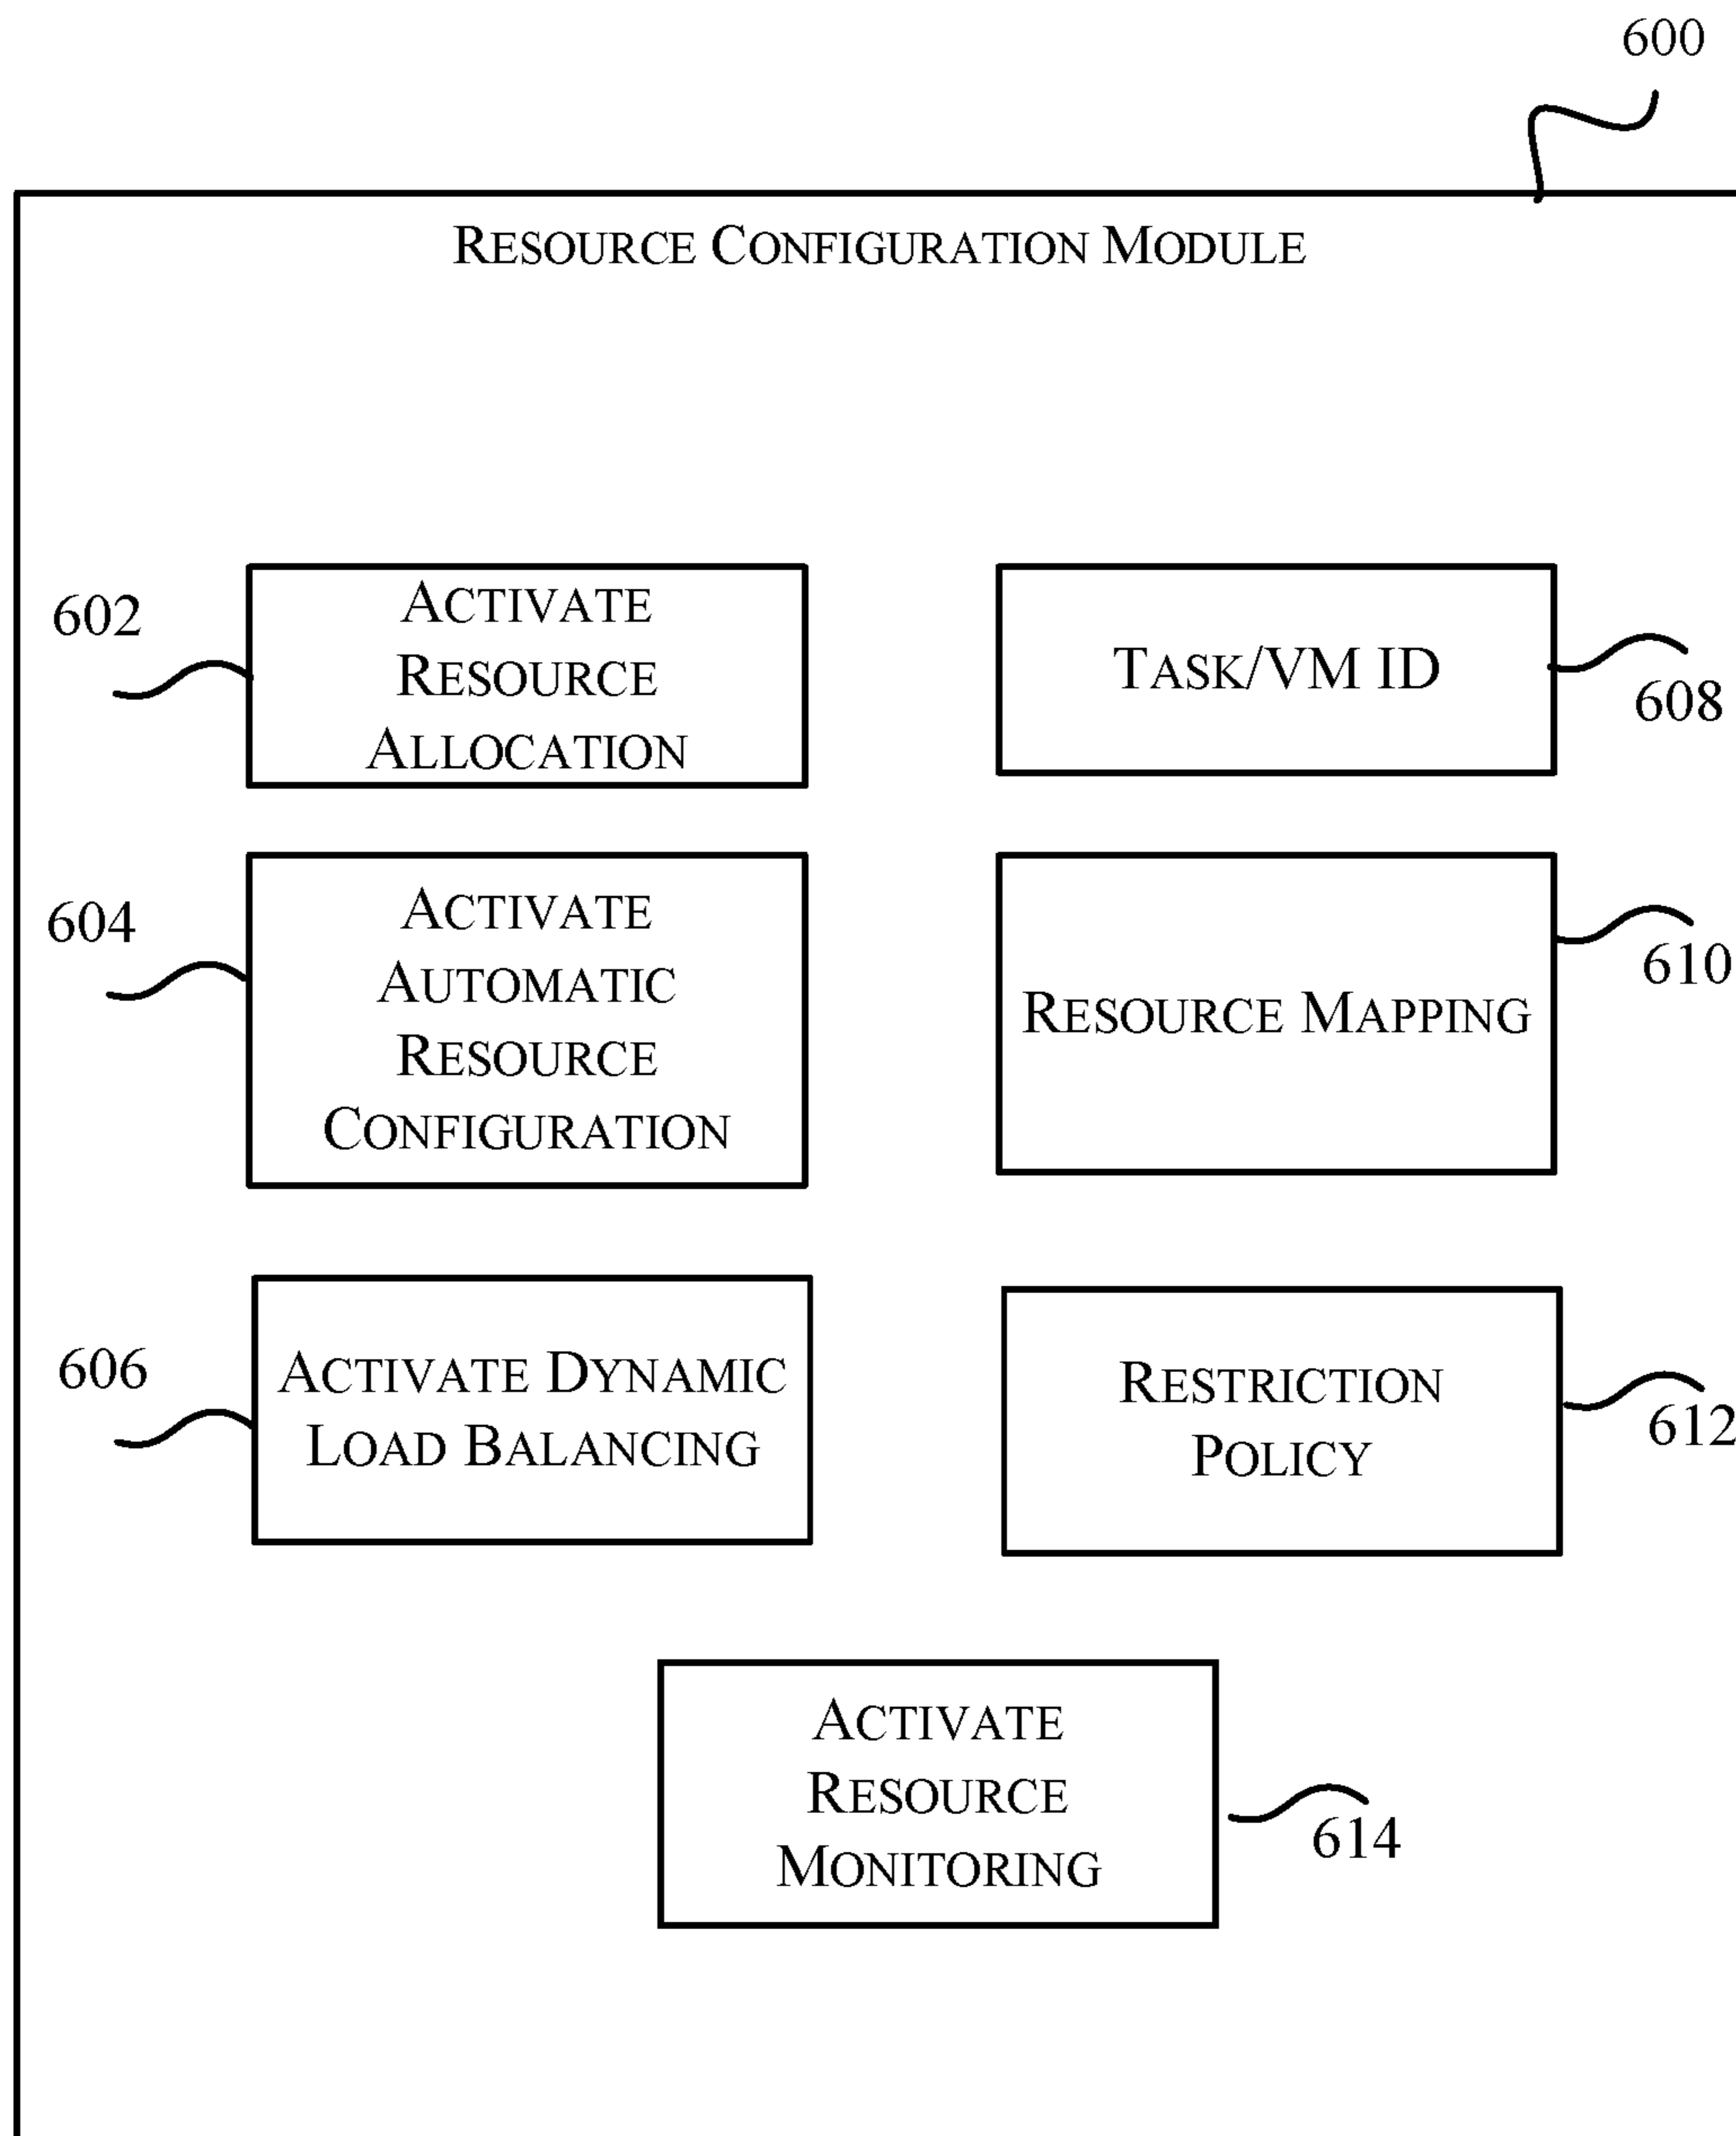 600
RESOURCE CONFIGURATION MODULE
602
ACTIVATE
RESOURCE
ALLOCATION
TASK/VM ID
608
604
ACTIVATE
AUTOMATIC
RESOURCE
CONFIGURATION
RESOURCE MAPPING
610
606
ACTIVATE DYNAMIC
LOAD BALANCING
RESTRICTION
POLICY
612
ACTIVATE
RESOURCE
MONITORING
614